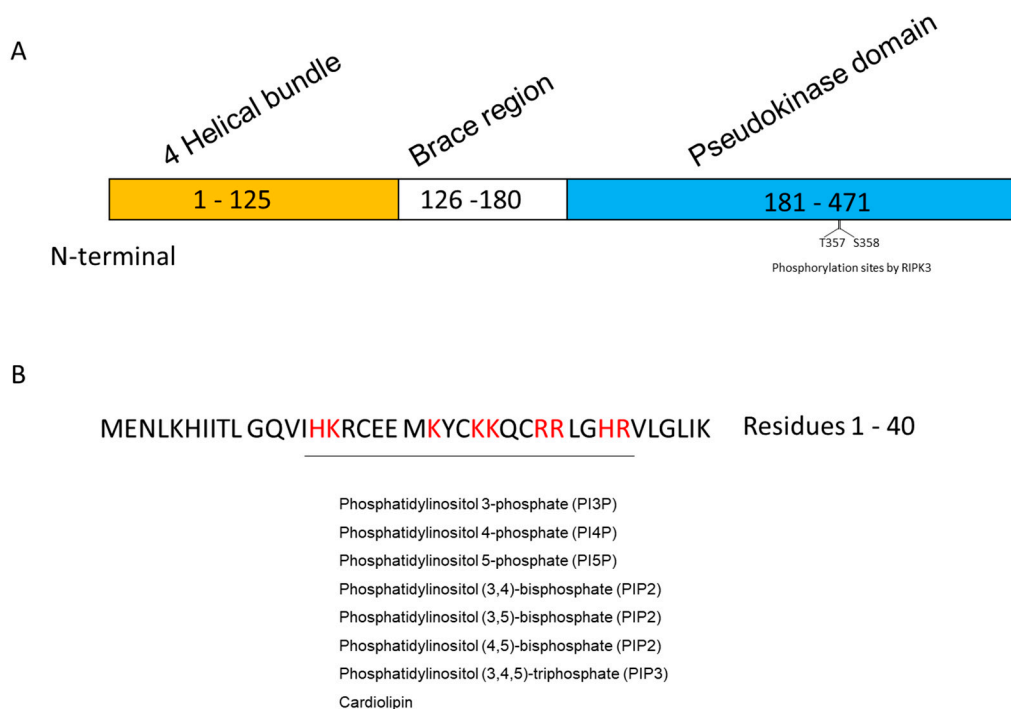 A
4 Helical bundle
Brace region
Pseudokinase domain
1 - 125
126 -180
181 - 471
N-terminal
T357 S358
Phosphorylation sites by RIPK3
B
MENLKHIITL GQVIHKRCEE MKYCKKQCRR LGHRVLGLIK Residues 1 - 40
Phosphatidylinositol 3-phosphate (PI3P)
Phosphatidylinositol 4-phosphate (PI4P)
Phosphatidylinositol 5-phosphate (PI5P)
Phosphatidylinositol (3,4)-bisphosphate (PIP2)
Phosphatidylinositol (3,5)-bisphosphate (PIP2)
Phosphatidylinositol (4,5)-bisphosphate (PIP2)
Phosphatidylinositol (3,4,5)-triphosphate (PIP3)
Cardiolipin